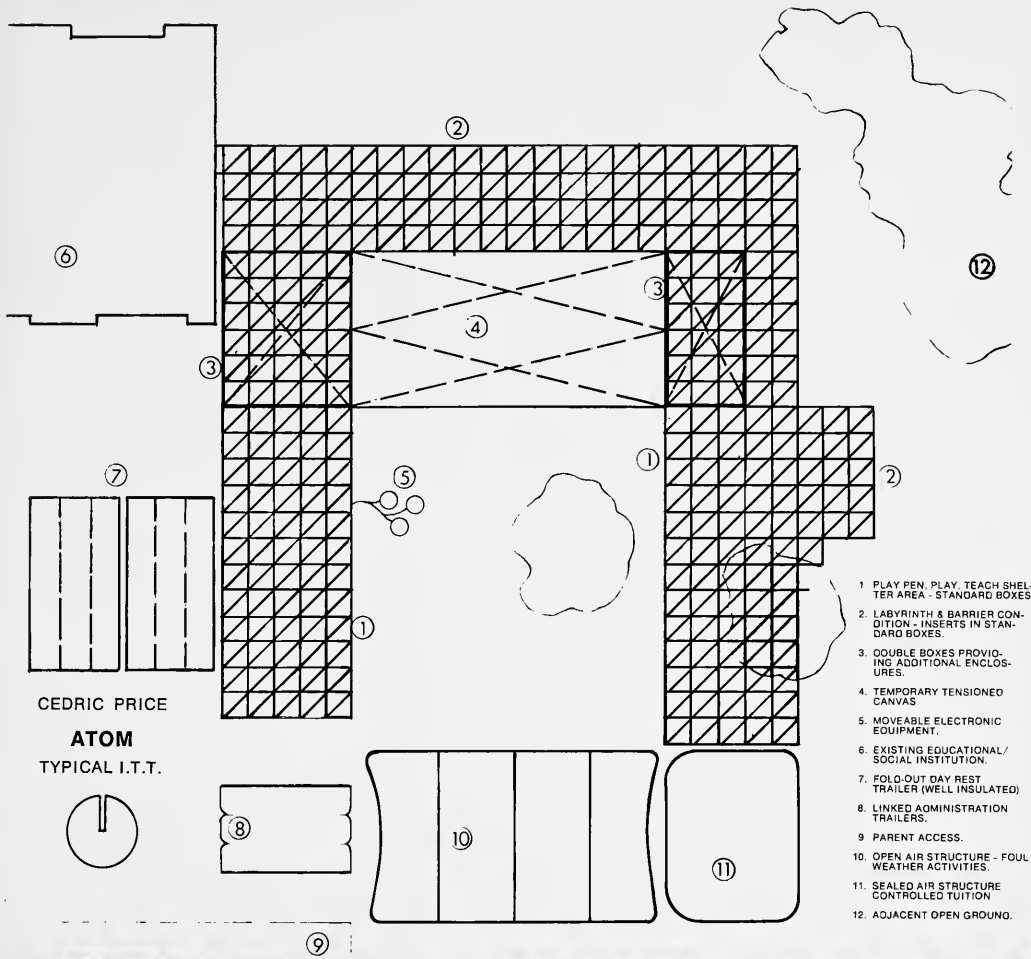 ②
⑥
⑫
③
④
③
①
②
⑦
⑤
①
CEDRIC PRICE
ATOM
TYPICAL I.T.T.
⑧
⑩
⑪
⑨
1 PLAY PEN, PLAY, TEACH SHEL-
TER AREA - STANDARD BOXES
2. LABYRINTH & BARRIER CON-
DITION - INSERTS IN STAN-
DARD BOXES.
3. DOUBLE BOXES PROVID-
ING ADDITIONAL ENCLOS-
URES.
4. TEMPORARY TENSIONED
CANVAS
5. MOVEABLE ELECTRONIC
EQUIPMENT.
6. EXISTING EDUCATIONAL/
SOCIAL INSTITUTION.
7. FOLD-OUT DAY REST
TRAILER (WELL INSULATED)
8. LINKED ADMINISTRATION
TRAILERS.
9 PARENT ACCESS.
10. OPEN AIR STRUCTURE - FOUL
WEATHER ACTIVITIES.
11. SEALED AIR STRUCTURE
CONTROLLED TUITION
12. ADJACENT OPEN GROUND.